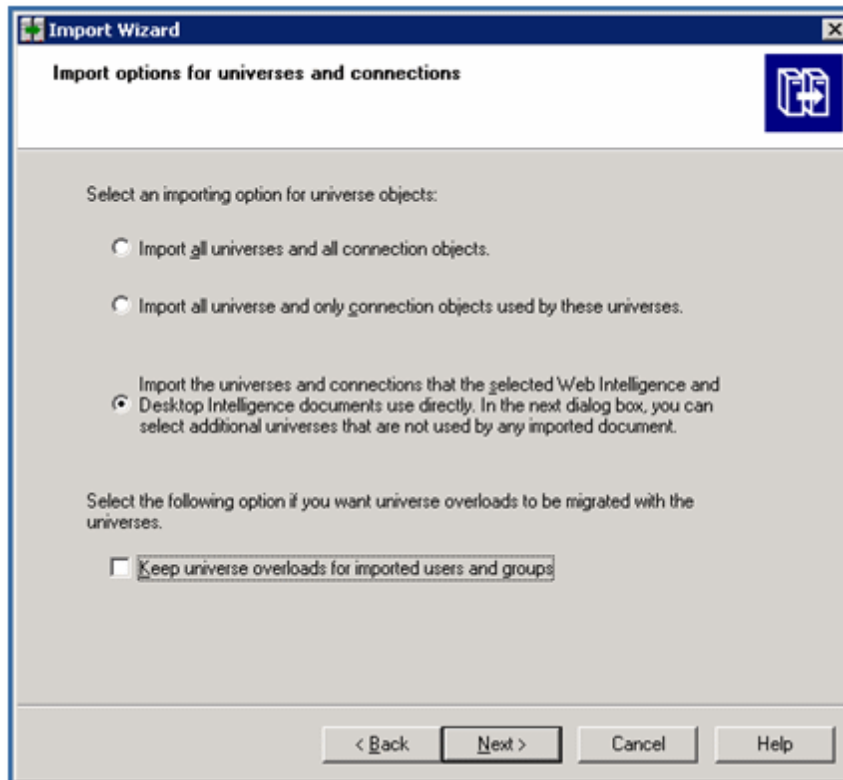 Import Wizard
Import options for universes and connections
Select an importing option for universe objects:
Import all universes and all connection objects.
Import all universe and only connection objects used by these universes.
Import the universes and connections that the selected Web Intelligence and
Desktop Intelligence documents use directly. In the next dialog box, you can
select additional universes that are not used by any imported document.
Select the following option if you want universe overloads to be migrated with the
universes.
Keep universe overloads for imported users and groups
< Back Next > Cancel Help